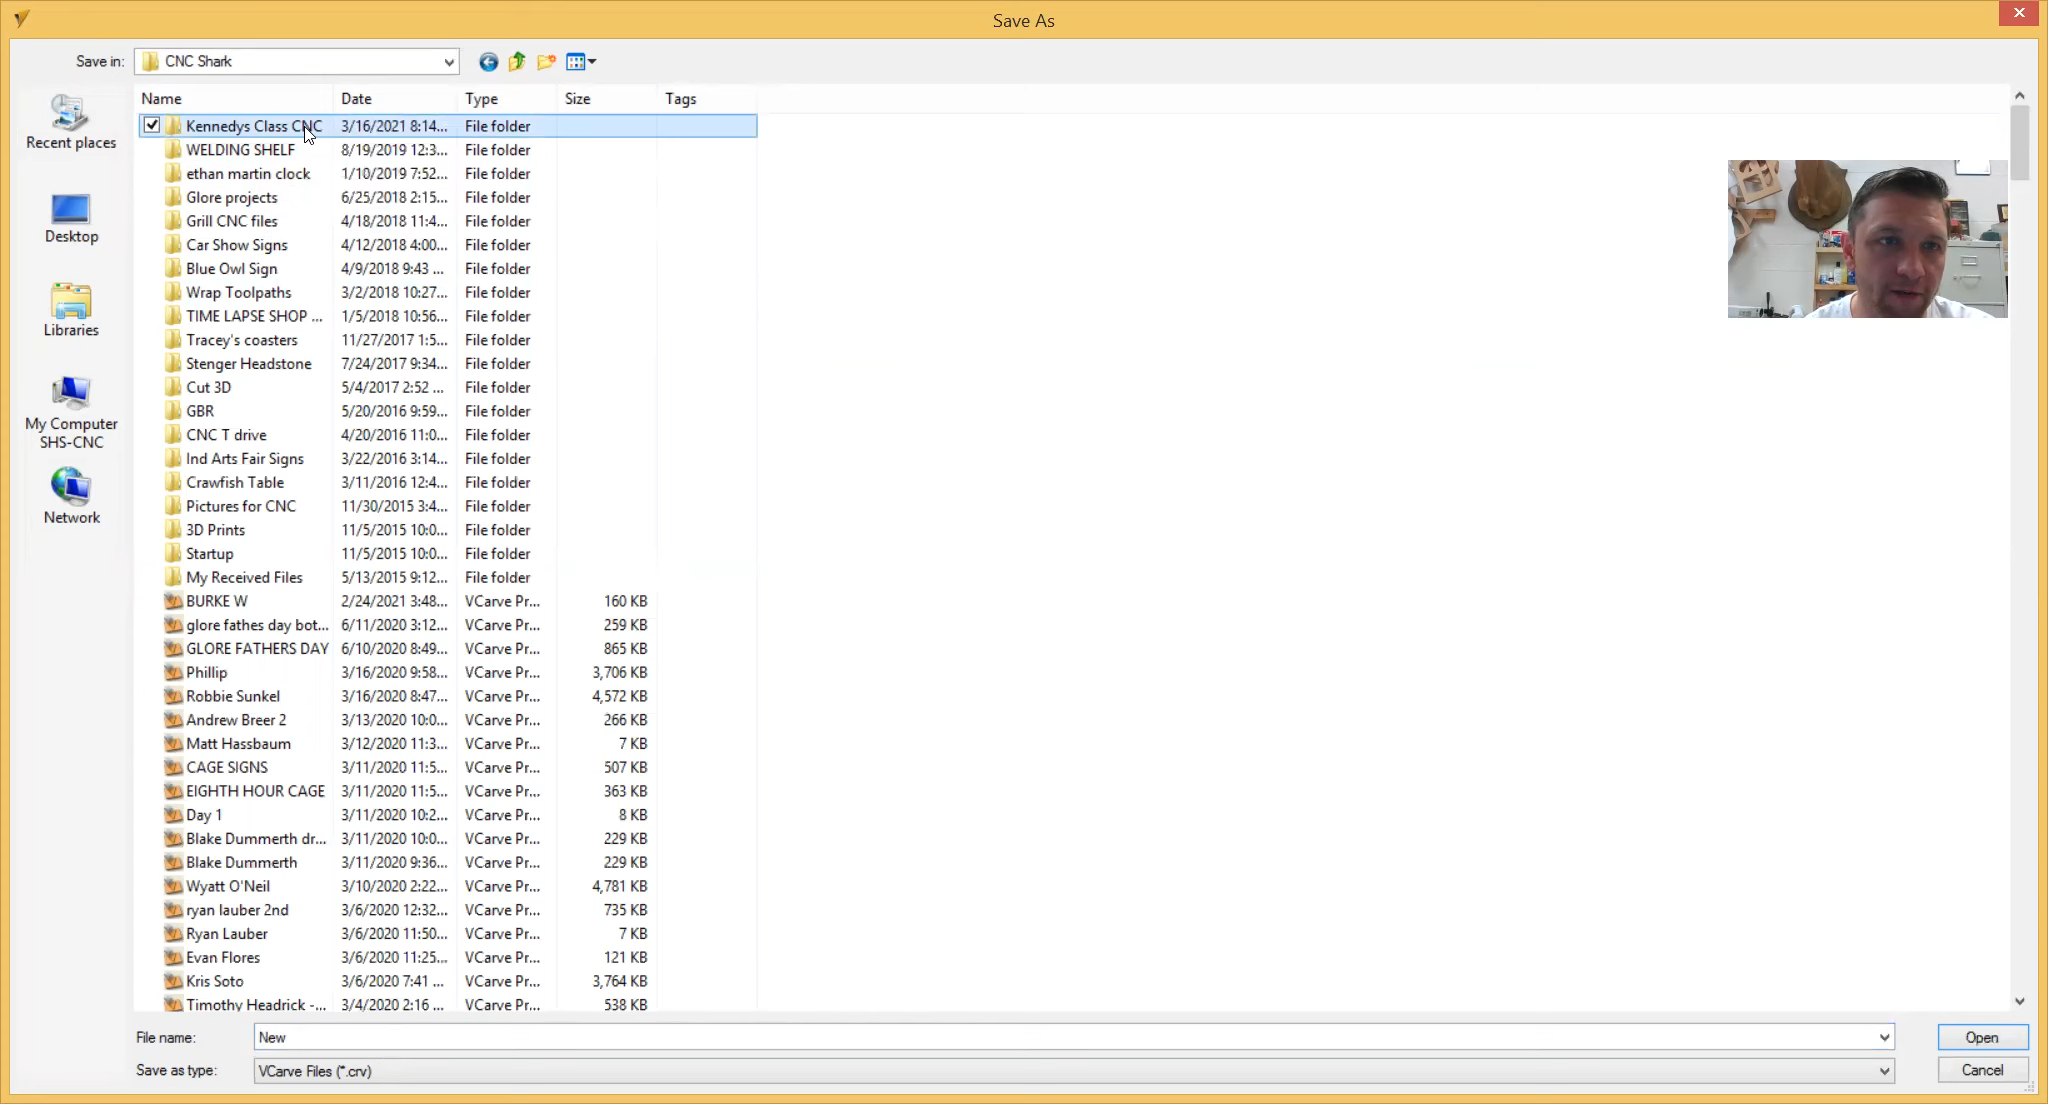 Save As
Save in: CNC Shark
Name Date Type Size Tags
Kennedys Class CNC 3/16/2021 8:14... File folder
WELDING SHELF 8/19/2019 12:3... File folder
ethan martin clock 1/10/2019 7:52... File folder
Glore projects 6/25/2018 2:15... File folder
Grill CNC files 4/18/2018 11:4... File folder
Car Show Signs 4/12/2018 4:00... File folder
Blue Owl Sign 4/9/2018 9:43 ... File folder
Wrap Toolpaths 3/2/2018 10:27... File folder
TIME LAPSE SHOP ... 1/5/2018 10:56... File folder
Tracey's coasters 11/27/2017 1:5... File folder
Stenger Headstone 7/24/2017 9:34... File folder
Cut 3D 5/4/2017 2:52 ... File folder
GBR 5/20/2016 9:59... File folder
CNC T drive 4/20/2016 11:0... File folder
Ind Arts Fair Signs 3/22/2016 3:14... File folder
Crawfish Table 3/11/2016 12:4... File folder
Pictures for CNC 11/30/2015 3:4... File folder
3D Prints 11/5/2015 10:0... File folder
Startup 11/5/2015 10:0... File folder
My Received Files 5/13/2015 9:12... File folder
BURKE W 2/24/2021 3:48... VCarve Pr... 160 KB
glore fathes day bot... 6/11/2020 3:12... VCarve Pr... 259 KB
GLORE FATHERS DAY 6/10/2020 8:49... VCarve Pr... 865 KB
Phillip 3/16/2020 9:58... VCarve Pr... 3,706 KB
Robbie Sunkel 3/16/2020 8:47... VCarve Pr... 4,572 KB
Andrew Breer 2 3/13/2020 10:0... VCarve Pr... 266 KB
Matt Hassbaum 3/12/2020 11:3... VCarve Pr... 7 KB
CAGE SIGNS 3/11/2020 11:5... VCarve Pr... 507 KB
EIGHTH HOUR CAGE 3/11/2020 11:5... VCarve Pr... 363 KB
Day 1 3/11/2020 10:2... VCarve Pr... 8 KB
Blake Dummerth dr... 3/11/2020 10:0... VCarve Pr... 229 KB
Blake Dummerth 3/11/2020 9:36... VCarve Pr... 229 KB
Wyatt O'Neil 3/10/2020 2:22... VCarve Pr... 4,781 KB
ryan lauber 2nd 3/6/2020 12:32... VCarve Pr... 735 KB
Ryan Lauber 3/6/2020 11:50... VCarve Pr... 7 KB
Evan Flores 3/6/2020 11:25... VCarve Pr... 121 KB
Kris Soto 3/6/2020 7:41 ... VCarve Pr... 3,764 KB
Timothy Headrick -... 3/4/2020 2:16 ... VCarve Pr... 538 KB
Recent places
Desktop
Libraries
My Computer
SHS-CNC
Network
File name: New Open
Save as type: VCarve Files (*.crv) Cancel